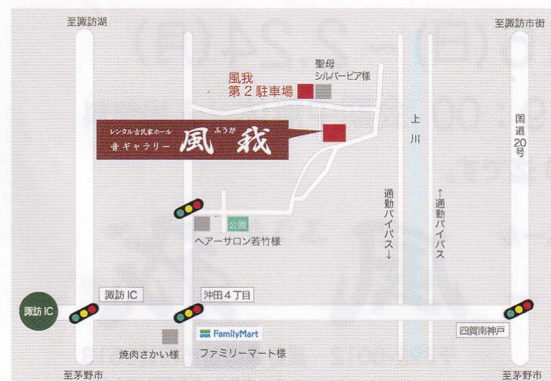 至諏訪湖
至諏訪市街
聖母
シルバーピア様
風我
第2駐車場
レンタル古民家ホール
音ギャラリー
風我
ふうが
上川
国道20号
通勤バイパス↓
↑通勤バイパス
公園
ヘアーサロン若竹様
諏訪IC
諏訪IC
沖田4丁目
四賀南神戸
FamilyMart
焼肉さかい様
ファミリーマート様
至茅野市
至茅野市